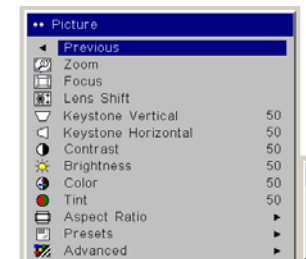 Picture
Previous
Zoom
Focus
Lens Shift
Keystone Vertical 50
Keystone Horizontal 50
Contrast 50
Brightness 50
Color 50
Tint 50
Aspect Ratio
Presets
Advanced